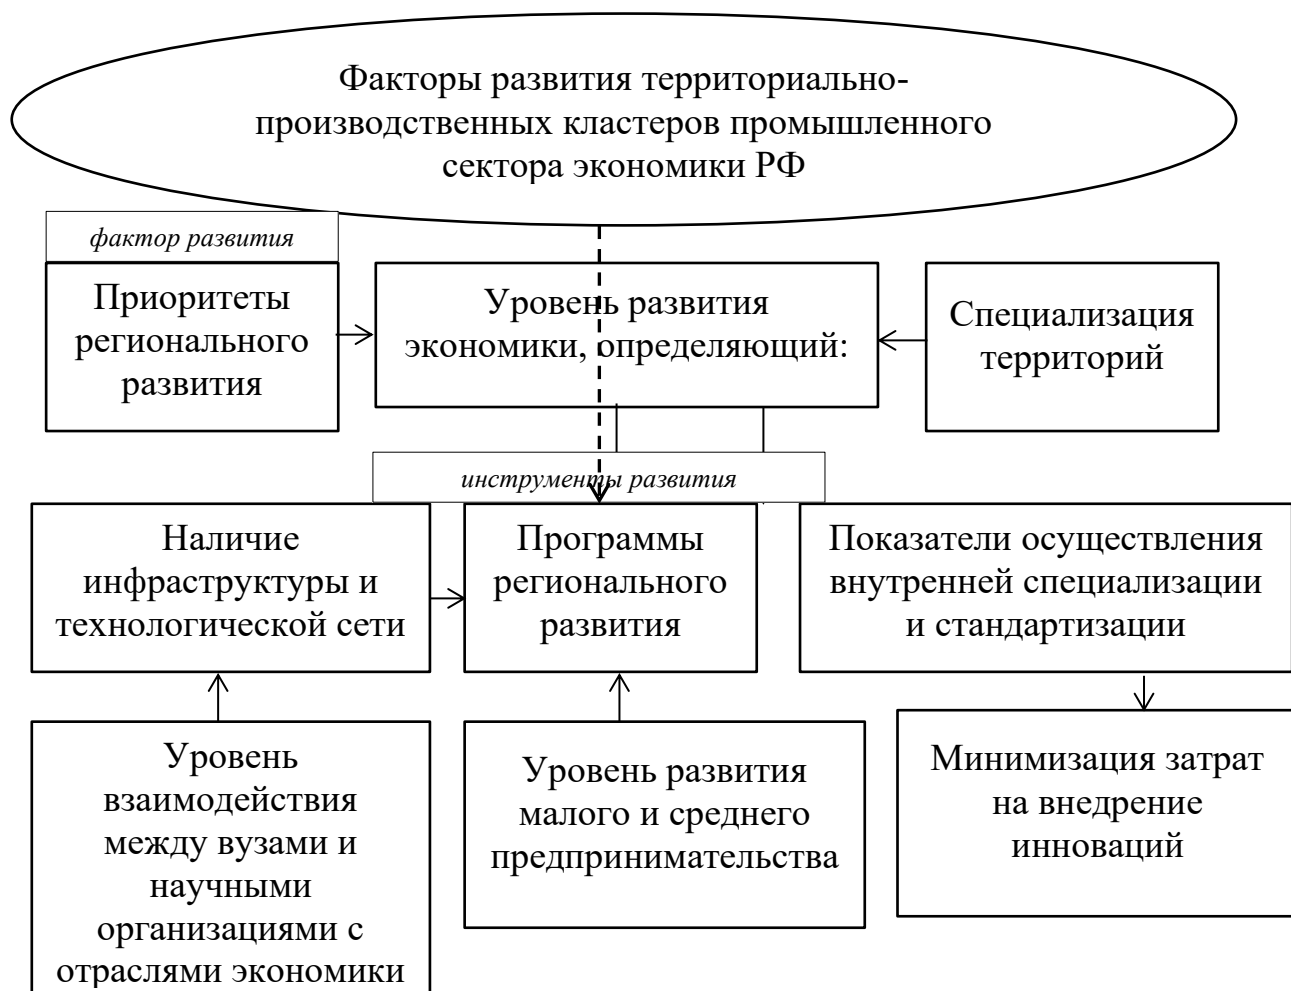 Факторы развития территориально-
производственных кластеров промышленного
сектора экономики РФ
фактор развития
Приоритеты
регионального
развития
Уровень развития
экономики, определяющий:
Специализация
территорий
инструменты развития
Наличие
инфраструктуры и
технологической сети
Программы
регионального
развития
Показатели осуществления
внутренней специализации
и стандартизации
Уровень
взаимодействия
между вузами и
научными
организациями с
отраслями экономики
Уровень развития
малого и среднего
предпринимательства
Минимизация затрат
на внедрение
инноваций